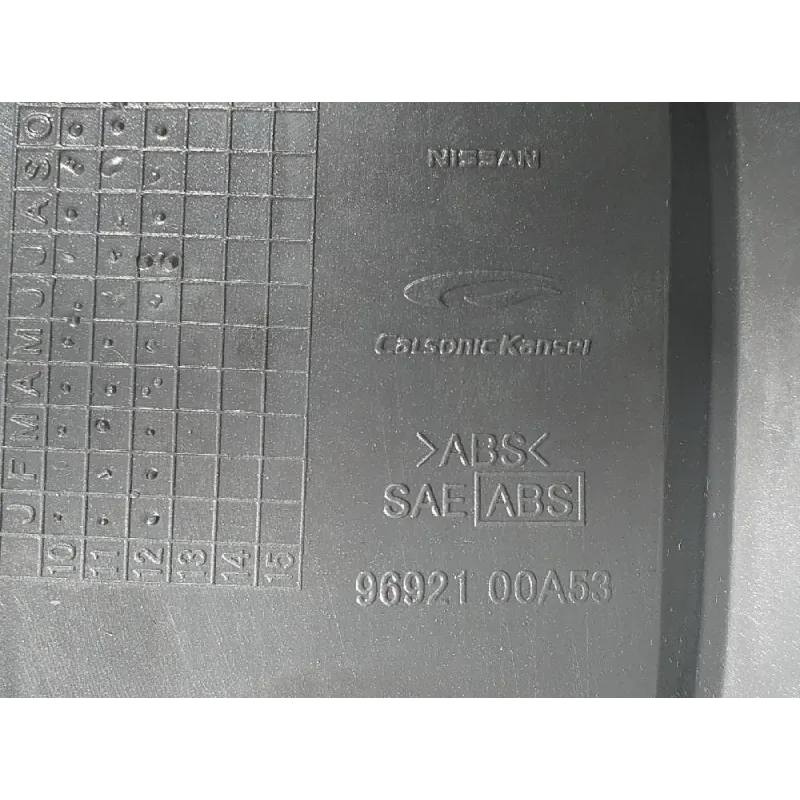 NISSAN
CalsonicKansei
>ABS<
SAE ABS
96921 00A53
O
S
A
J
J
M
A
M
F
J
10 11 12 13 14 15